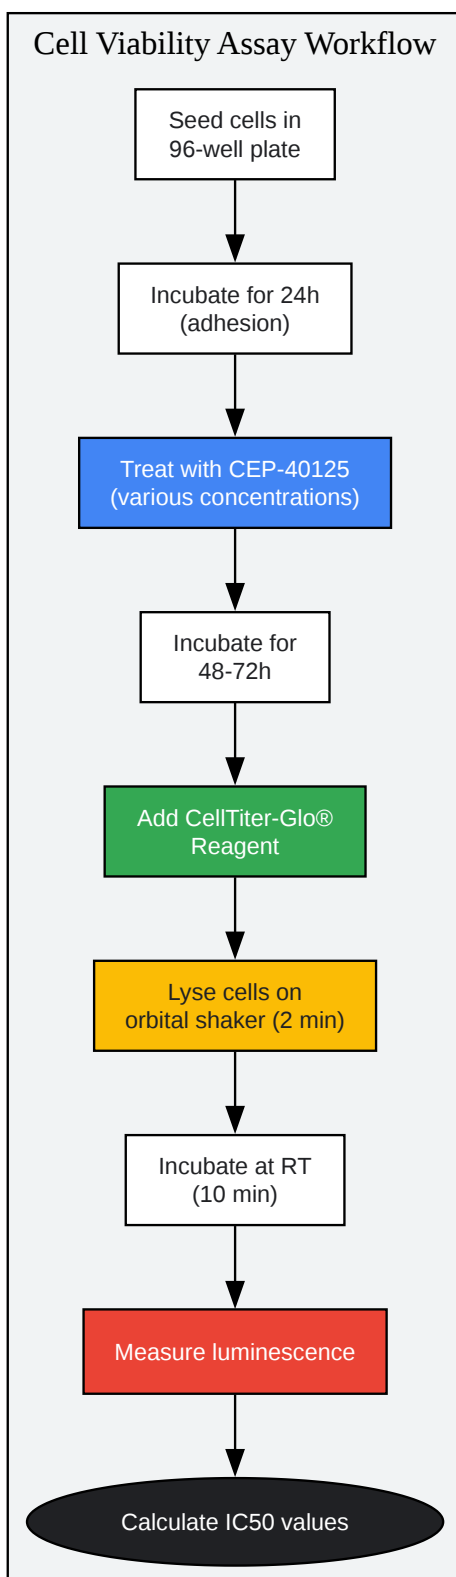 Cell Viability Assay Workflow
Seed cells in
96-well plate
Incubate for 24h
(adhesion)
Treat with CEP-40125
(various concentrations)
Incubate for
48-72h
Add CellTiter-Glo®
Reagent
Lyse cells on
orbital shaker (2 min)
Incubate at RT
(10 min)
Measure luminescence
Calculate IC50 values